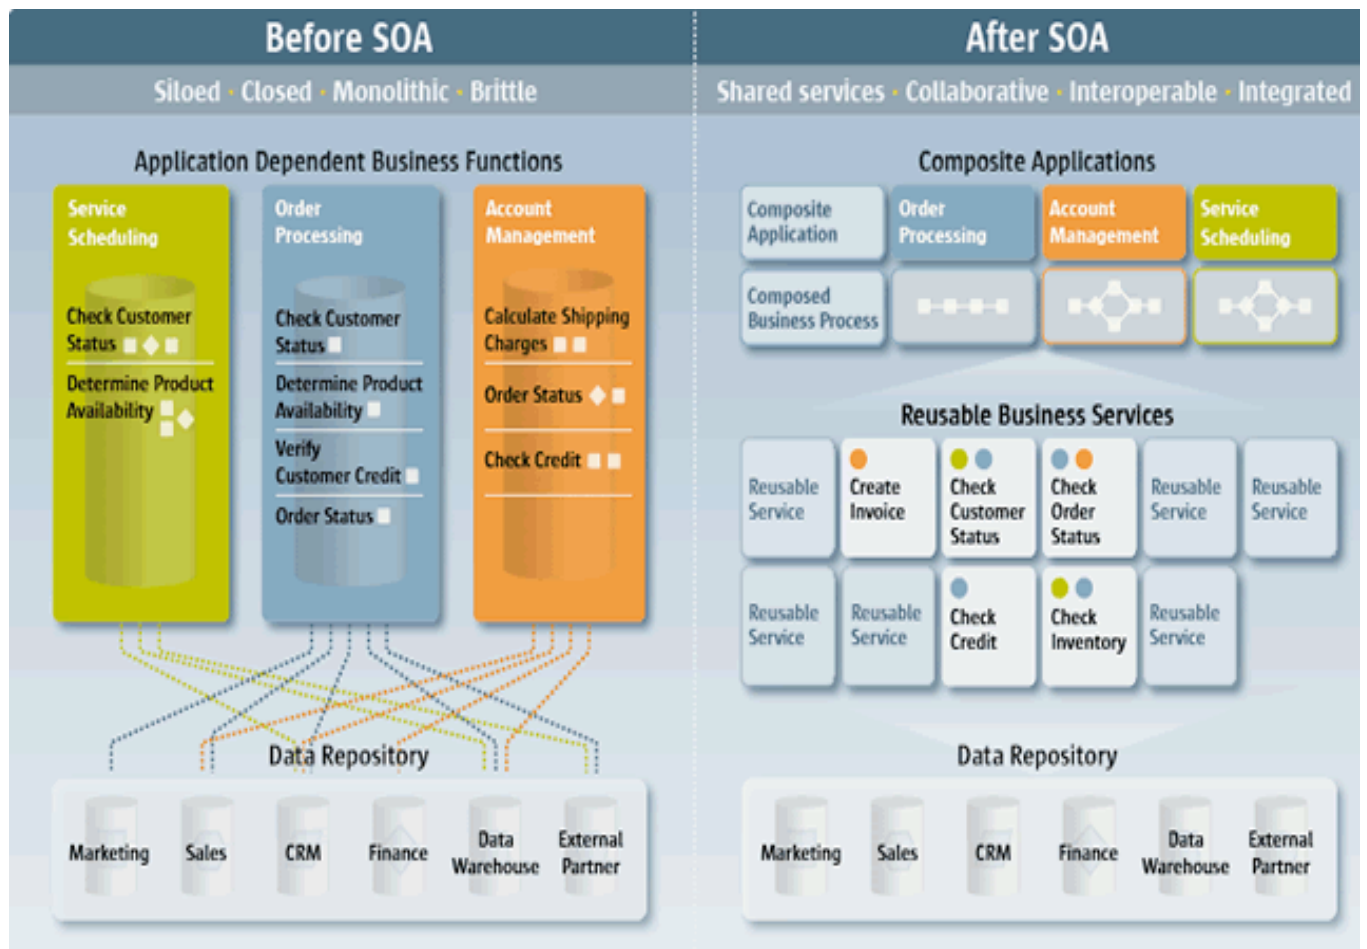 Before SOA
Siloed · Closed · Monolithic · Brittle
Application Dependent Business Functions
Service
Scheduling
Check Customer
Status
Determine Product
Availability
Order
Processing
Check Customer
Status
Determine Product
Availability
Verify
Customer Credit
Order Status
Account
Management
Calculate Shipping
Charges
Order Status
Check Credit
Data Repository
Marketing
Sales
CRM
Finance
Data
Warehouse
External
Partner
After SOA
Shared services · Collaborative · Interoperable · Integrated
Composite Applications
Composite
Application
Order
Processing
Account
Management
Service
Scheduling
Composed
Business Process
Reusable Business Services
Reusable
Service
Create
Invoice
Check
Customer
Status
Check
Order
Status
Reusable
Service
Reusable
Service
Reusable
Service
Reusable
Service
Check
Credit
Check
Inventory
Reusable
Service
Data Repository
Marketing
Sales
CRM
Finance
Data
Warehouse
External
Partner